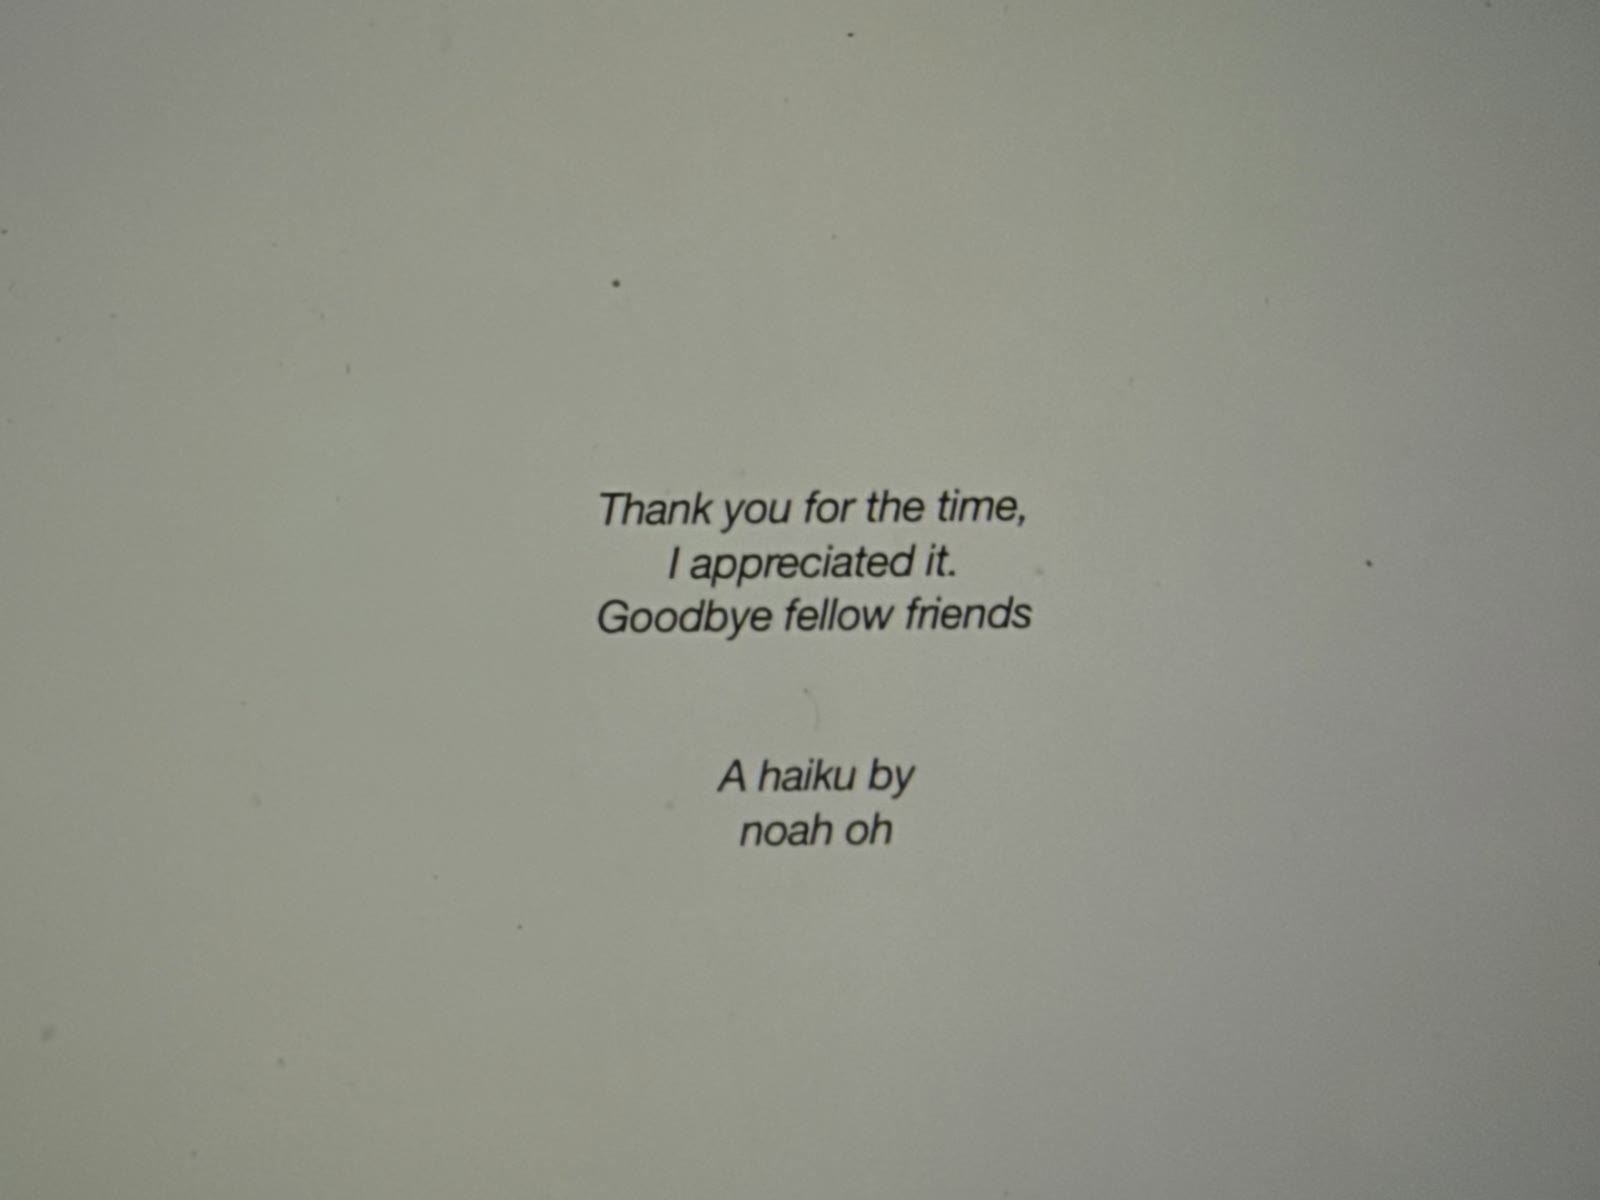 Thank you for the time,
I appreciated it.
Goodbye fellow friends
A haiku by
noah oh